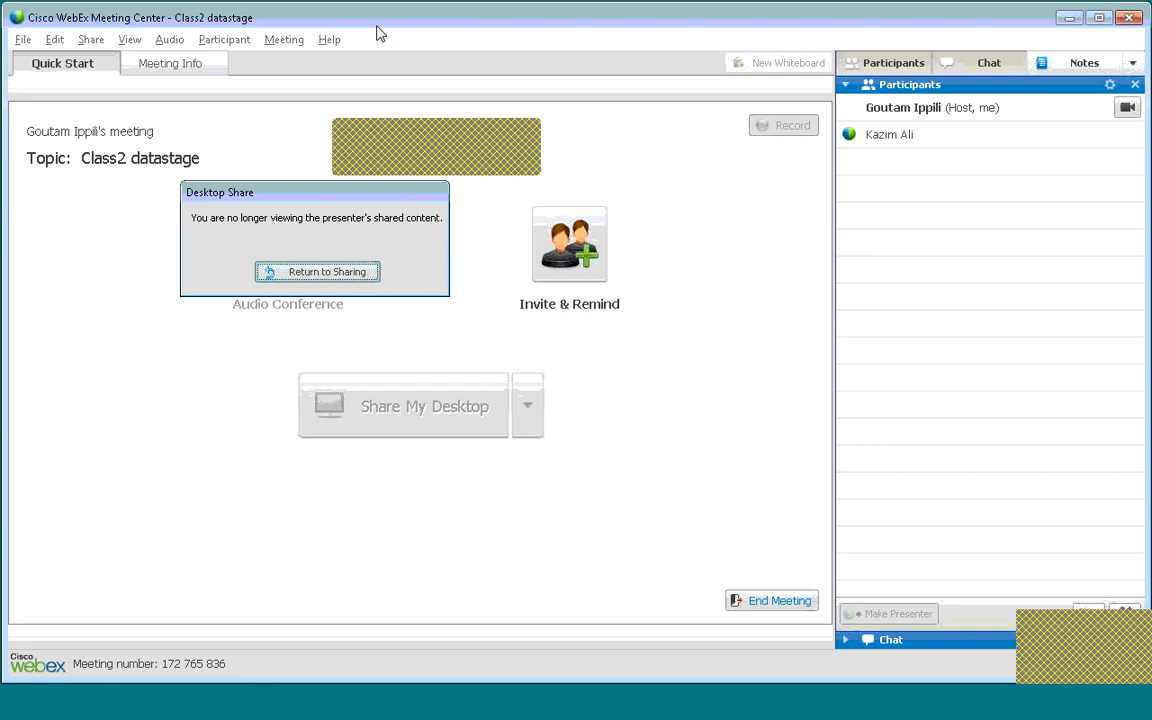 Cisco WebEx Meeting Center - Class2 datastage
File Edit Share View Audio Participant Meeting Help
Quick Start Meeting Info New Whiteboard
Participants Chat Notes
Participants
Goutam Ippili (Host, me)
Kazim Ali
Goutam Ippili's meeting
Record
Topic: Class2 datastage
Desktop Share
You are no longer viewing the presenter's shared content.
Return to Sharing
Audio Conference
Invite & Remind
Share My Desktop
End Meeting
Make Presenter
Chat
Cisco
webex
Meeting number: 172 765 836